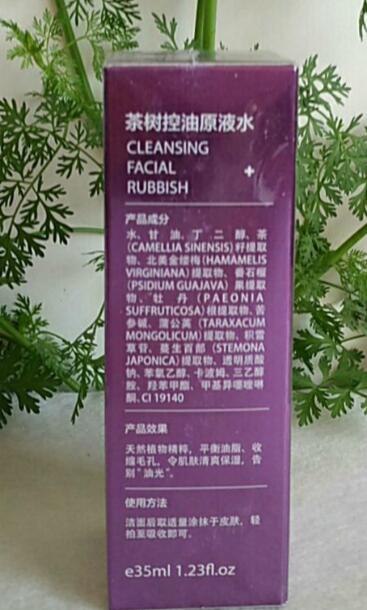 茶树控油原液水
CLEANSING
FACIAL
RUBBISH
+
产品成分
水、甘油、丁二醇、茶
(CAMELLIA SINENSIS)籽提取
物、北美金缕梅(HAMAMELIS
VIRGINIANA)提取物、番石榴
(PSIDIUM GUAJAVA)果提取
物、牡丹(PAEONIA
SUFFRUTICOSA)根提取物、苦
参碱、蒲公英(TARAXACUM
MONGOLICUM)提取物、积雪
草苷、蔓生百部(STEMONA
JAPONICA)提取物、透明质酸
钠、苯氧乙醇、卡波姆、三乙醇
胺、羟苯甲酯、甲基异噻唑啉
酮、CI 19140
产品效果
天然植物精粹,平衡油脂、收
缩毛孔,令肌肤清爽保湿,告
别"油光"。
使用方法
洁面后取适量涂抹于皮肤,轻
拍至吸收即可。
e35ml 1.23fl.oz